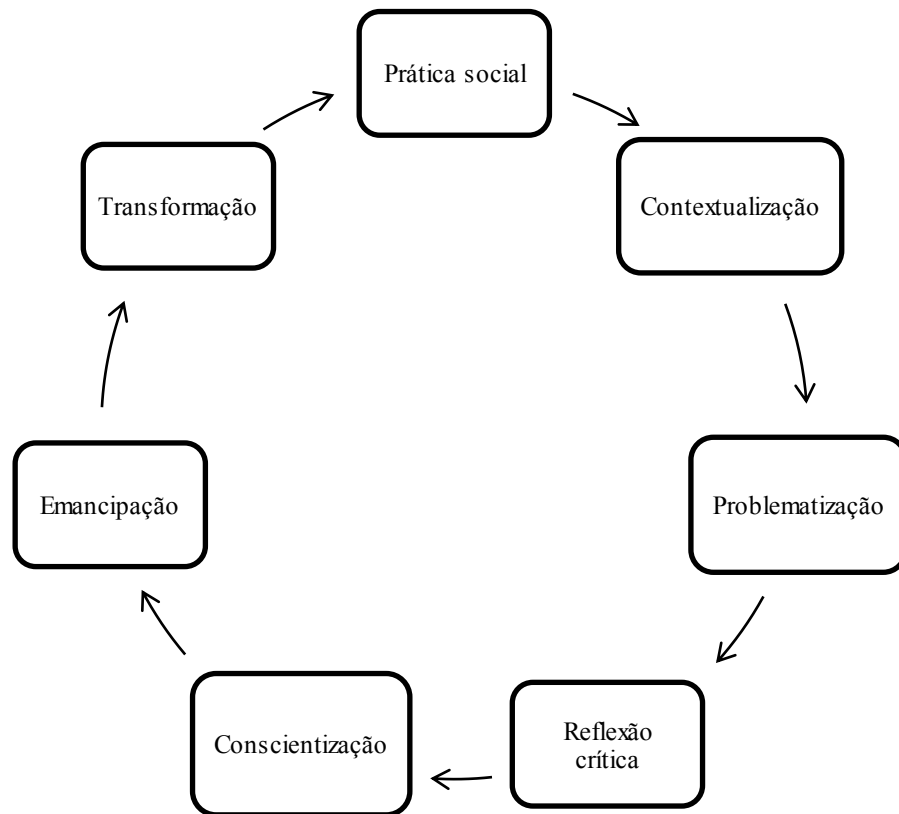 Prática social
Contextualização
Problematização
Reflexão
crítica
Conscientização
Emancipação
Transformação